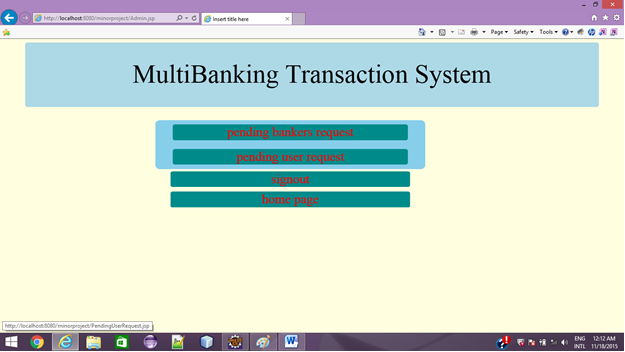 http://localhost:8080/minorproject/Admin.jsp
Insert title here
Page
Safety
Tools
MultiBanking Transaction System
pending bankers request
pending user request
signout
home page
http://localhost:8080/minorproject/PendingUserRequest.jsp
ENG
INTL
12:12 AM
11/18/2015